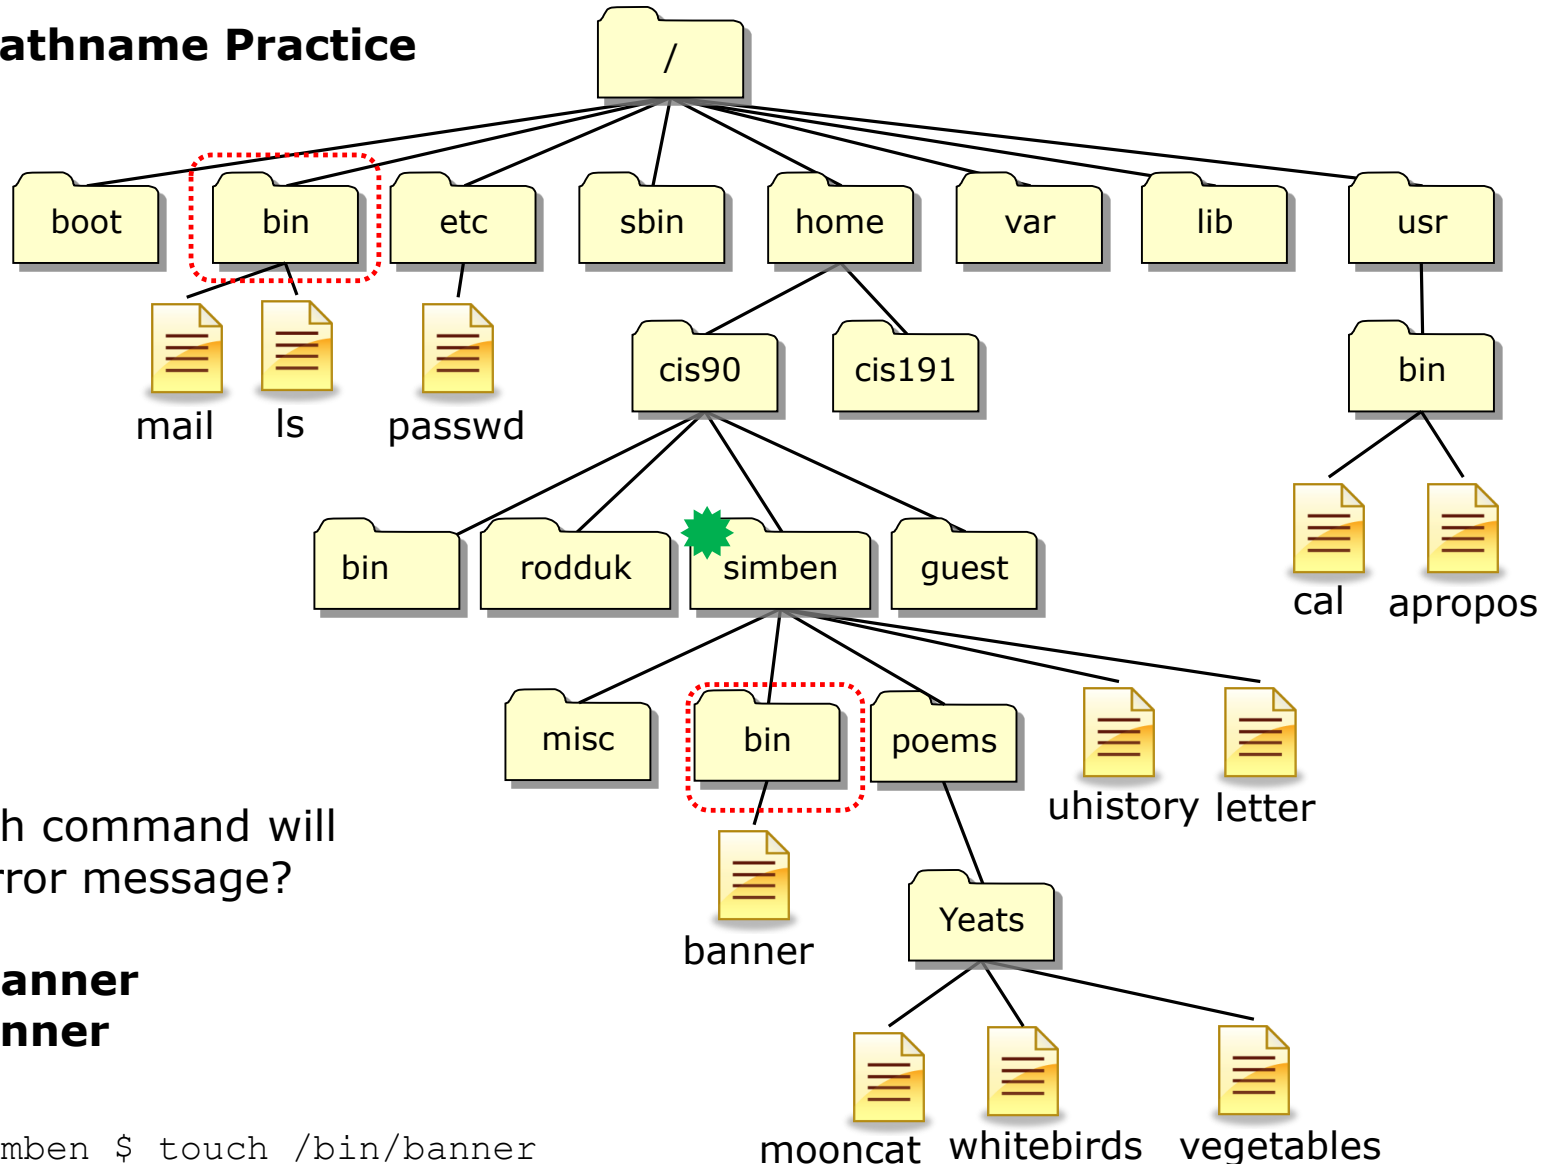 athname Practice
/
boot bin etc sbin home var lib usr
mail ls passwd
cis90 cis191 bin
bin rodduk simben guest
cal apropos
misc bin poems
uhistory letter
h command will
rror message?
banner
Yeats
anner
nner
mooncat whitebirds vegetables
mben $ touch /bin/banner